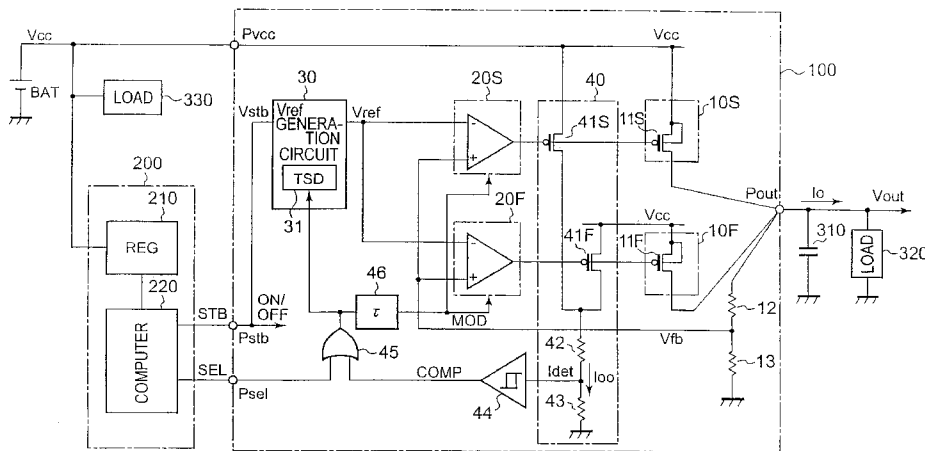 Vcc
Pvcc
Vcc
100
BAT
LOAD
330
30
Vstb
Vref
GENERA-
TION
CIRCUIT
TSD
31
Vref
20S
-
+
40
41S
10S
11S
20F
-
+
41F
Vcc
10F
11F
Pout
Io
Vout
310
LOAD
320
200
210
REG
220
COMPUTER
STB
Pstb
ON/
OFF
46
τ
MOD
45
SEL
Psel
COMP
44
Idet
42
Ioo
43
Vfb
12
13